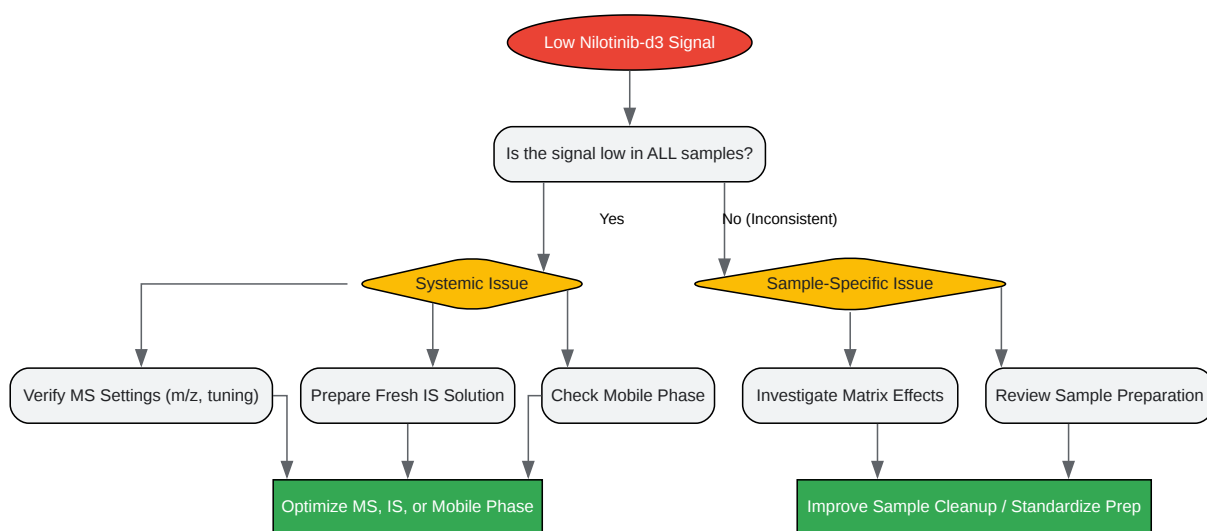 Low Nilotinib-d3 Signal
Is the signal low in ALL samples?
Yes
No (Inconsistent)
Systemic Issue
Sample-Specific Issue
Verify MS Settings (m/z, tuning)
Prepare Fresh IS Solution
Check Mobile Phase
Investigate Matrix Effects
Review Sample Preparation
Optimize MS, IS, or Mobile Phase
Improve Sample Cleanup / Standardize Prep